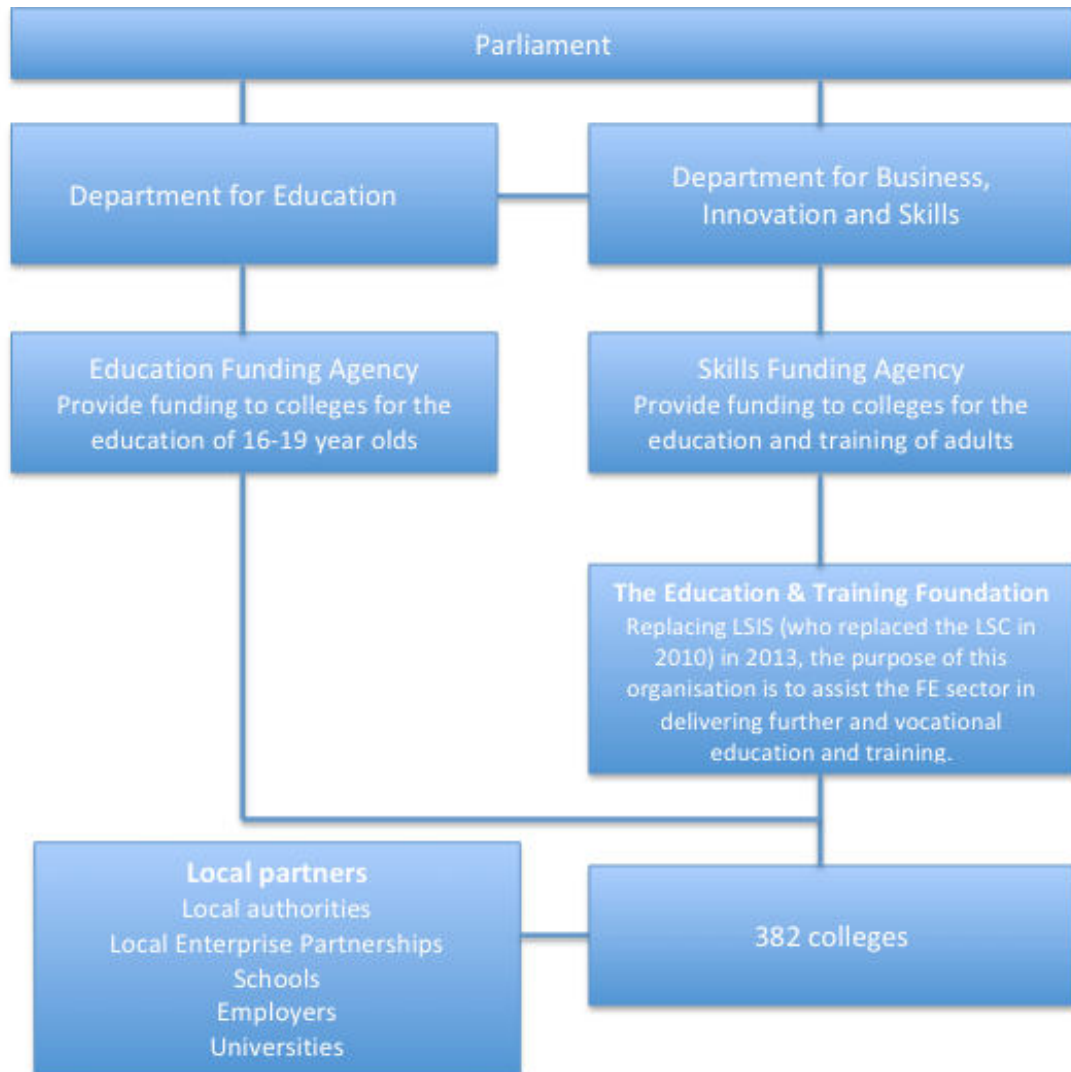 Parliament
Department for Education
Department for Business,
Innovation and Skills
Education Funding Agency
Provide funding to colleges for the
education of 16-19 year olds
Skills Funding Agency
Provide funding to colleges for the
education and training of adults
The Education & Training Foundation
Replacing LSIS (who replaced the LSC in
2010) in 2013, the purpose of this
organisation is to assist the FE sector in
delivering further and vocational
education and training.
Local partners
Local authorities
Local Enterprise Partnerships
Schools
Employers
Universities
382 colleges